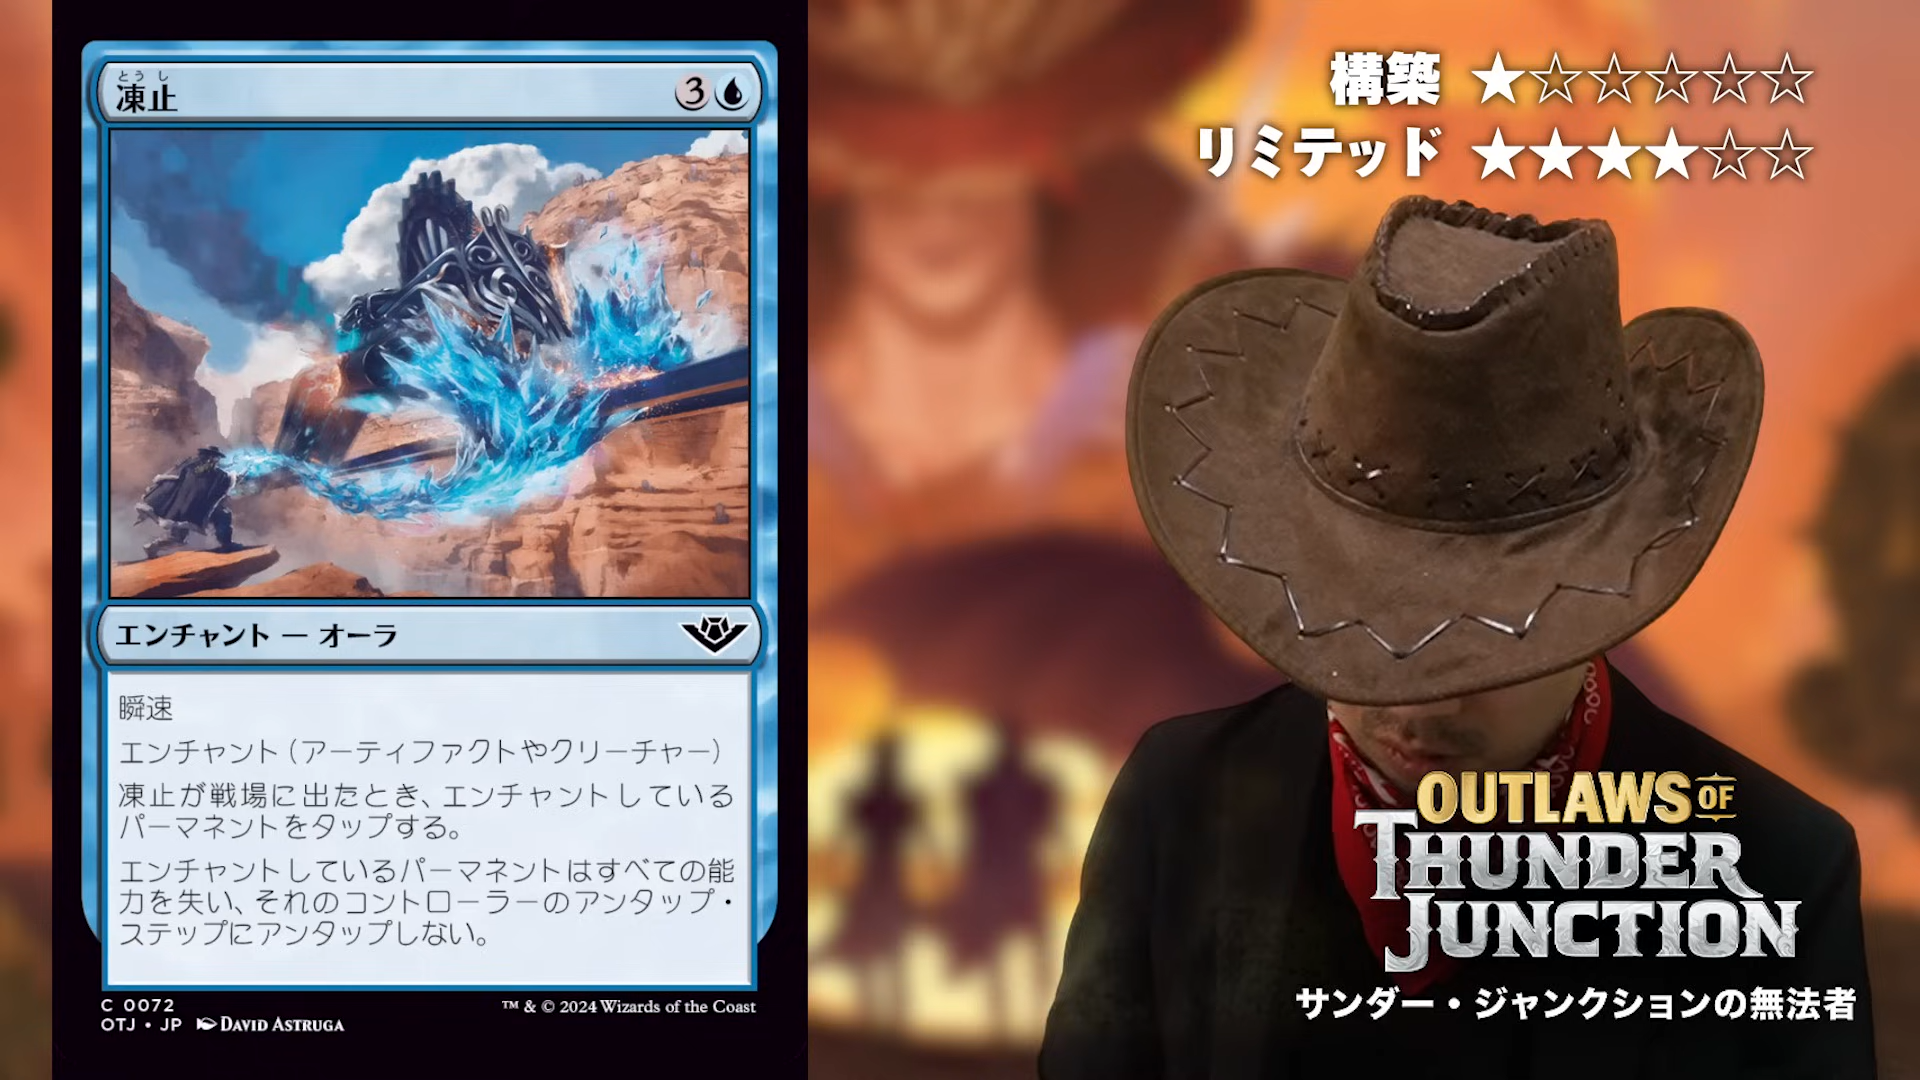 とうし
凍止
3
エンチャント — オーラ
瞬速
エンチャント（アーティファクトやクリーチャー）
凍止が戦場に出たとき、エンチャントしている
パーマネントをタップする。
エンチャントしているパーマネントはすべての能
力を失い、それのコントローラーのアンタップ・
ステップにアンタップしない。
C 0072
OTJ • JP DAVID ASTRUGA
™ & © 2024 Wizards of the Coast
構築 ★☆☆☆☆☆
リミテッド ★★★★☆☆
OUTLAWS OF
THUNDER
JUNCTION
サンダー・ジャンクションの無法者